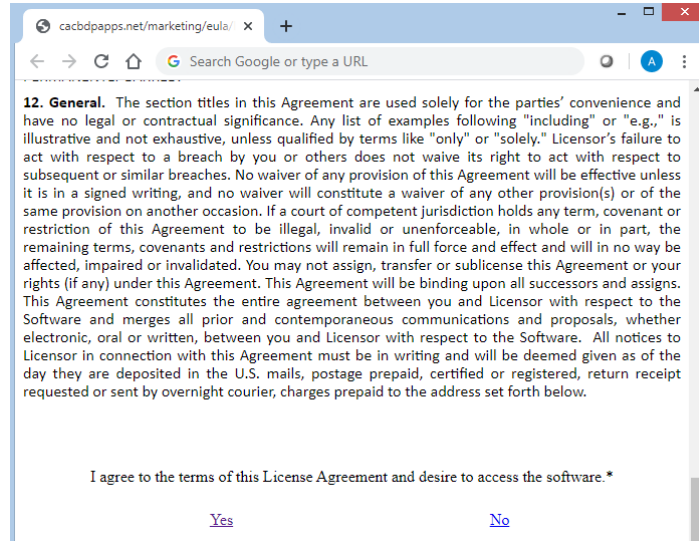 cacbdpapps.net/marketing/eula/
Search Google or type a URL
A
12. General. The section titles in this Agreement are used solely for the parties' convenience and
have no legal or contractual significance. Any list of examples following "including" or "e.g.," is
illustrative and not exhaustive, unless qualified by terms like "only" or "solely." Licensor's failure to
act with respect to a breach by you or others does not waive its right to act with respect to
subsequent or similar breaches. No waiver of any provision of this Agreement will be effective unless
it is in a signed writing, and no waiver will constitute a waiver of any other provision(s) or of the
same provision on another occasion. If a court of competent jurisdiction holds any term, covenant or
restriction of this Agreement to be illegal, invalid or unenforceable, in whole or in part, the
remaining terms, covenants and restrictions will remain in full force and effect and will in no way be
affected, impaired or invalidated. You may not assign, transfer or sublicense this Agreement or your
rights (if any) under this Agreement. This Agreement will be binding upon all successors and assigns.
This Agreement constitutes the entire agreement between you and Licensor with respect to the
Software and merges all prior and contemporaneous communications and proposals, whether
electronic, oral or written, between you and Licensor with respect to the Software. All notices to
Licensor in connection with this Agreement must be in writing and will be deemed given as of the
day they are deposited in the U.S. mails, postage prepaid, certified or registered, return receipt
requested or sent by overnight courier, charges prepaid to the address set forth below.
I agree to the terms of this License Agreement and desire to access the software.*
Yes No